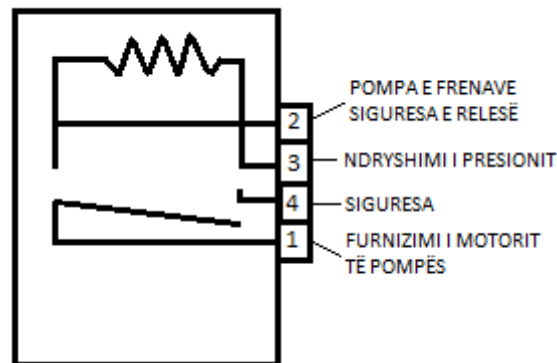 2
POMPA E FRENAVE
SIGURESA E RELESË
3
NDRYSHIMI I PRESIONIT
4
SIGURESA
1
FURNIZIMI I MOTORIT
TË POMPËS